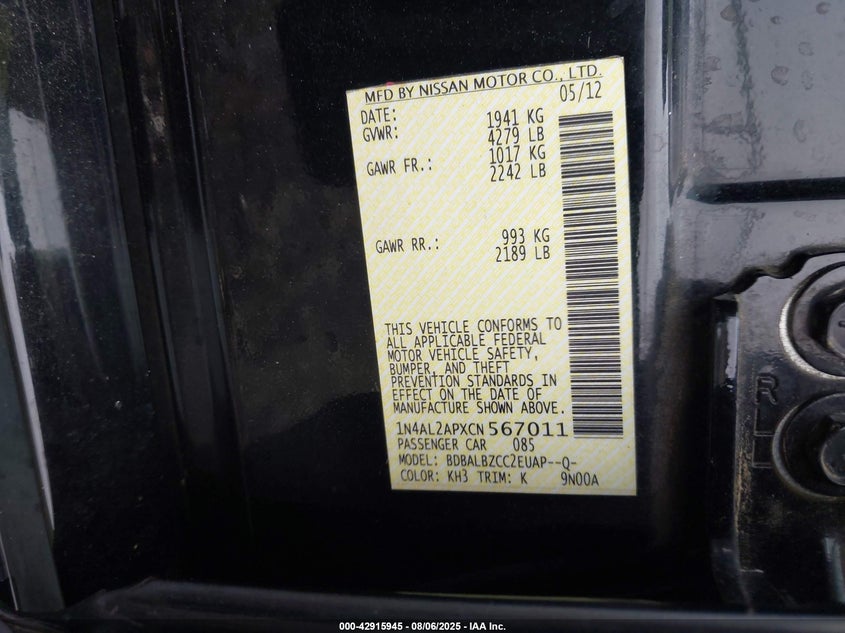 MFD BY NISSAN MOTOR CO., LTD.
DATE: 05/12
GVWR: 1941 KG
4279 LB
GAWR FR.: 1017 KG
2242 LB
GAWR RR.: 993 KG
2189 LB
THIS VEHICLE CONFORMS TO
ALL APPLICABLE FEDERAL
MOTOR VEHICLE SAFETY,
BUMPER, AND THEFT
PREVENTION STANDARDS IN
EFFECT ON THE DATE OF
MANUFACTURE SHOWN ABOVE.
1N4AL2APXCN567011
PASSENGER CAR 085
MODEL: BDBALBZCC2EUAP--Q-
COLOR: KH3 TRIM: K 9N00A
000-42915945 - 08/06/2025 - IAA Inc.